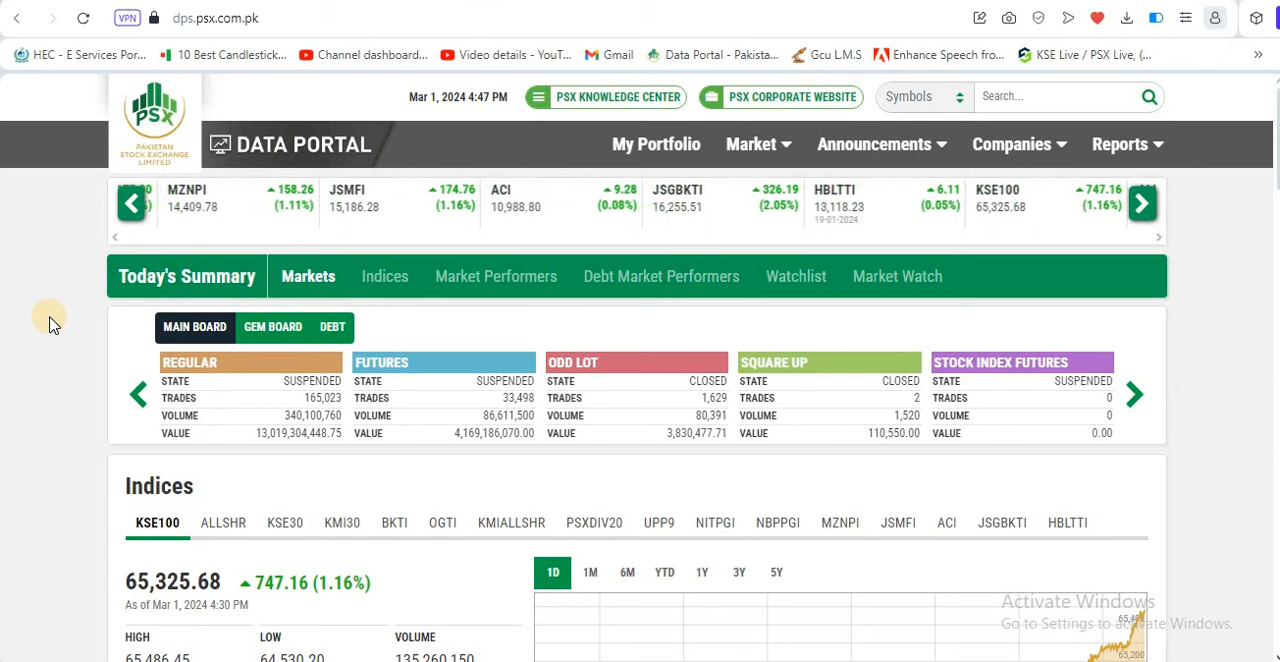 VPN dps.psx.com.pk
HEC - E Services Por... 10 Best Candlestick... Channel dashboard... Video details - YouT... Gmail Data Portal - Pakista... Gcu L.M.S Enhance Speech fro... KSE Live / PSX Live, (... »
PSX
PAKISTAN
STOCK EXCHANGE
LIMITED
Mar 1, 2024 4:47 PM PSX KNOWLEDGE CENTER PSX CORPORATE WEBSITE Symbols Search...
DATA PORTAL My Portfolio Market Announcements Companies Reports
MZNPI 158.26 JSMFI 174.76 ACI 9.28 JSGBKTI 326.19 HBLTTI 6.11 KSE100 747.16
14,409.78 (1.11%) 15,186.28 (1.16%) 10,988.80 (0.08%) 16,255.51 (2.05%) 13,118.23 (0.05%) 65,325.68 (1.16%)
19-01-2024
Today's Summary Markets Indices Market Performers Debt Market Performers Watchlist Market Watch
MAIN BOARD GEM BOARD DEBT
REGULAR FUTURES ODD LOT SQUARE UP STOCK INDEX FUTURES
STATE SUSPENDED STATE SUSPENDED STATE CLOSED STATE CLOSED STATE SUSPENDED
TRADES 165,023 TRADES 33,498 TRADES 1,629 TRADES 2 TRADES 0
VOLUME 340,100,760 VOLUME 86,611,500 VOLUME 80,391 VOLUME 1,520 VOLUME 0
VALUE 13,019,304,448.75 VALUE 4,169,186,070.00 VALUE 3,830,477.71 VALUE 110,550.00 VALUE 0.00
Indices
KSE100 ALLSHR KSE30 KMI30 BKTI OGTI KMIALLSHR PSXDIV20 UPP9 NITPGI NBPPGI MZNPI JSMFI ACI JSGBKTI HBLTTI
65,325.68 747.16 (1.16%)
As of Mar 1, 2024 4:30 PM
HIGH LOW VOLUME
65,486.45 64,530.20 135,260,150
1D 1M 6M YTD 1Y 3Y 5Y
65,200
Activate Windows
Go to Settings to activate Windows.